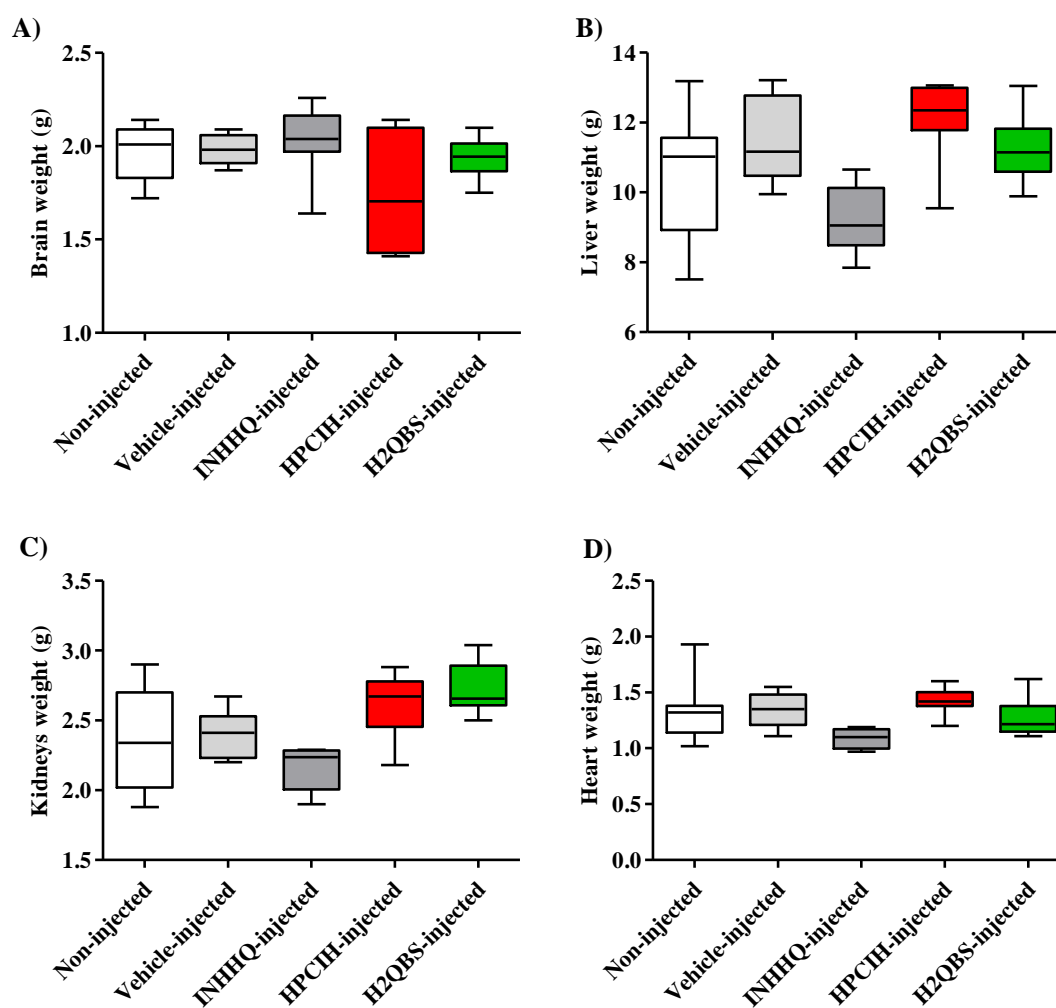 A)
Brain weight (g)
2.5
2.0
1.5
1.0
Non-injected
Vehicle-injected
INHHQ-injected
HPCIH-injected
H2QBS-injected
B)
Liver weight (g)
14
12
10
8
6
Non-injected
Vehicle-injected
INHHQ-injected
HPCIH-injected
H2QBS-injected
C)
Kidneys weight (g)
3.5
3.0
2.5
2.0
1.5
Non-injected
Vehicle-injected
INHHQ-injected
HPCIH-injected
H2QBS-injected
D)
Heart weight (g)
2.5
2.0
1.5
1.0
0.5
0.0
Non-injected
Vehicle-injected
INHHQ-injected
HPCIH-injected
H2QBS-injected